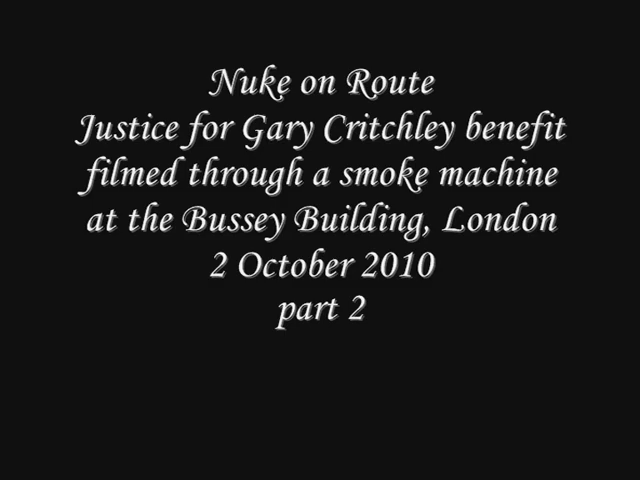 Nuke on Route
Justice for Gary Critchley benefit
filmed through a smoke machine
at the Bussey Building, London
2 October 2010
part 2